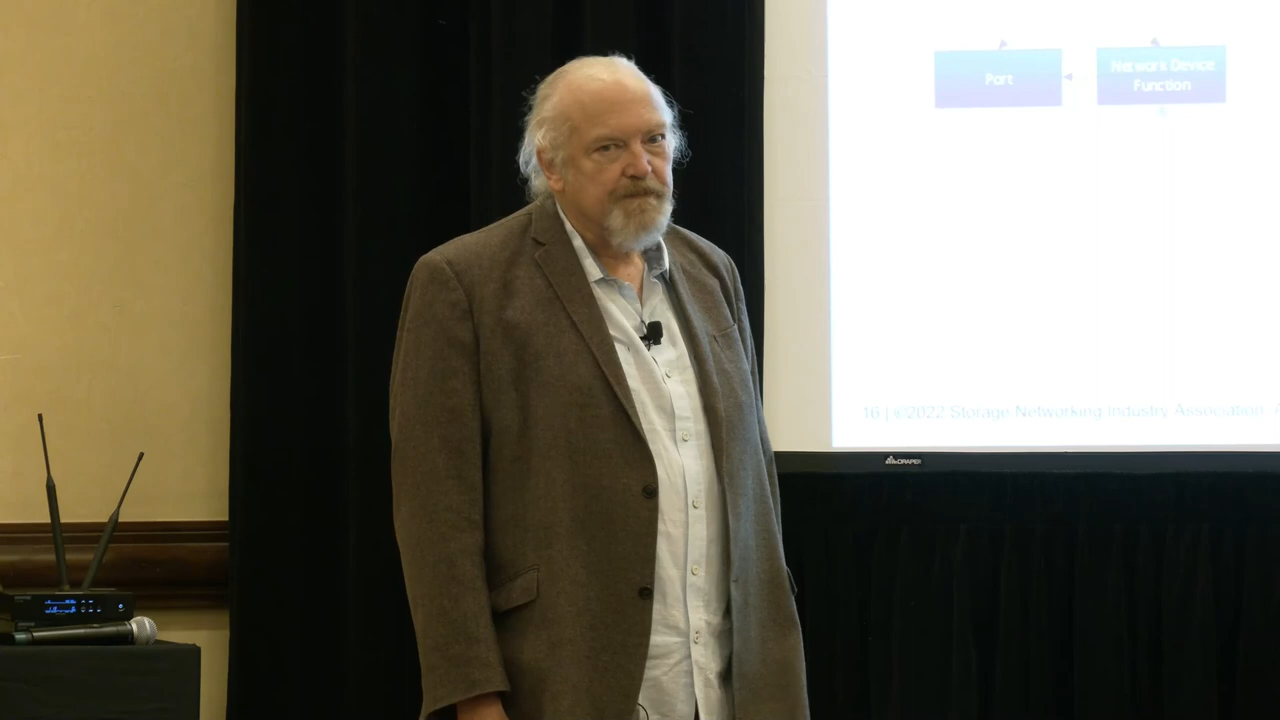 Port
Network Device
Function
16 | ©2022 Storage Networking Industry Association.
DRAPER